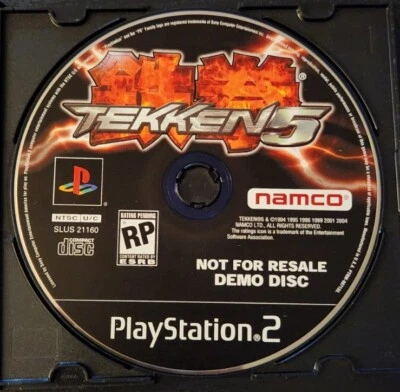 鉄拳
TEKKEN 5
®
NTSC U/C
SLUS 21160
COMPACT
disc
RATING PENDING
RP
CONTENT RATED BY
ESRB
namco®
TEKKEN®5 ©1994 1995 1996 1999 2001 2004
NAMCO LTD., ALL RIGHTS RESERVED.
The ratings icon is a trademark of the Entertainment
Software Association.
NOT FOR RESALE
DEMO DISC
PlayStation®2